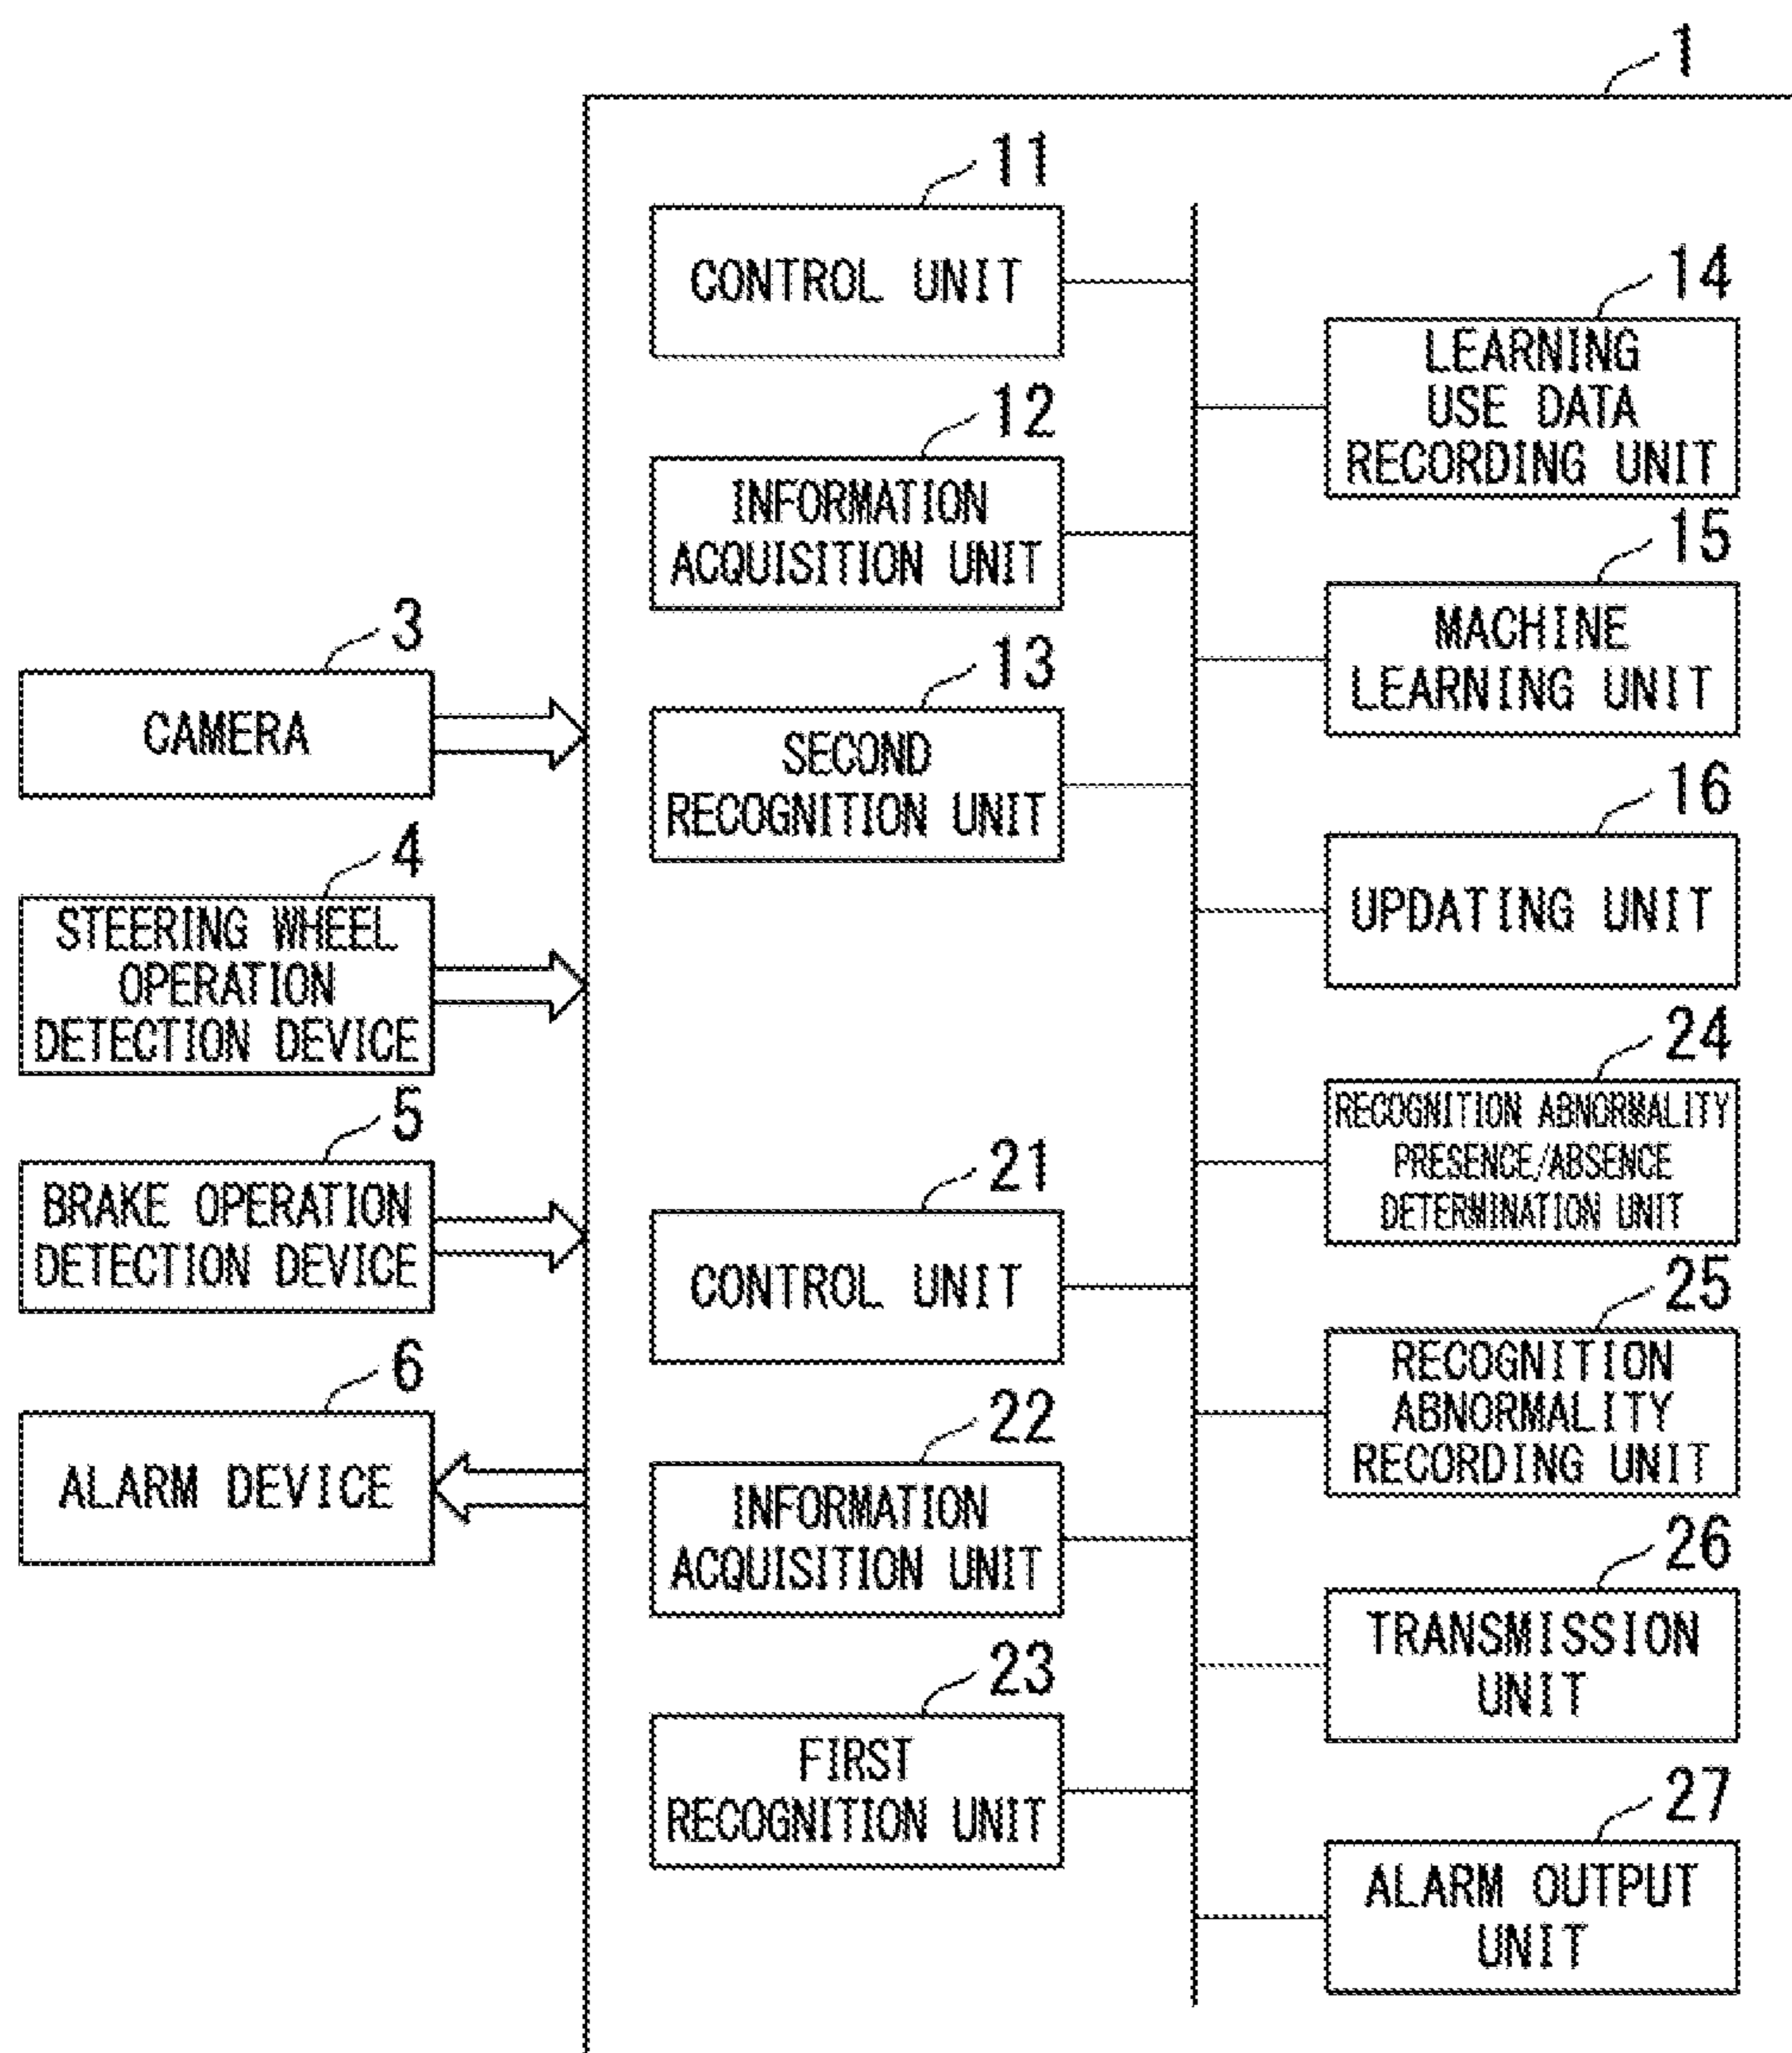 1
11
CONTROL UNIT
12
INFORMATION
ACQUISITION UNIT
13
SECOND
RECOGNITION UNIT
14
LEARNING
USE DATA
RECORDING UNIT
15
MACHINE
LEARNING UNIT
16
UPDATING UNIT
3
CAMERA
4
STEERING WHEEL
OPERATION
DETECTION DEVICE
5
BRAKE OPERATION
DETECTION DEVICE
6
ALARM DEVICE
21
CONTROL UNIT
22
INFORMATION
ACQUISITION UNIT
23
FIRST
RECOGNITION UNIT
24
RECOGNITION ABNORMALITY
PRESENCE/ABSENCE
DETERMINATION UNIT
25
RECOGNITION
ABNORMALITY
RECORDING UNIT
26
TRANSMISSION
UNIT
27
ALARM OUTPUT
UNIT